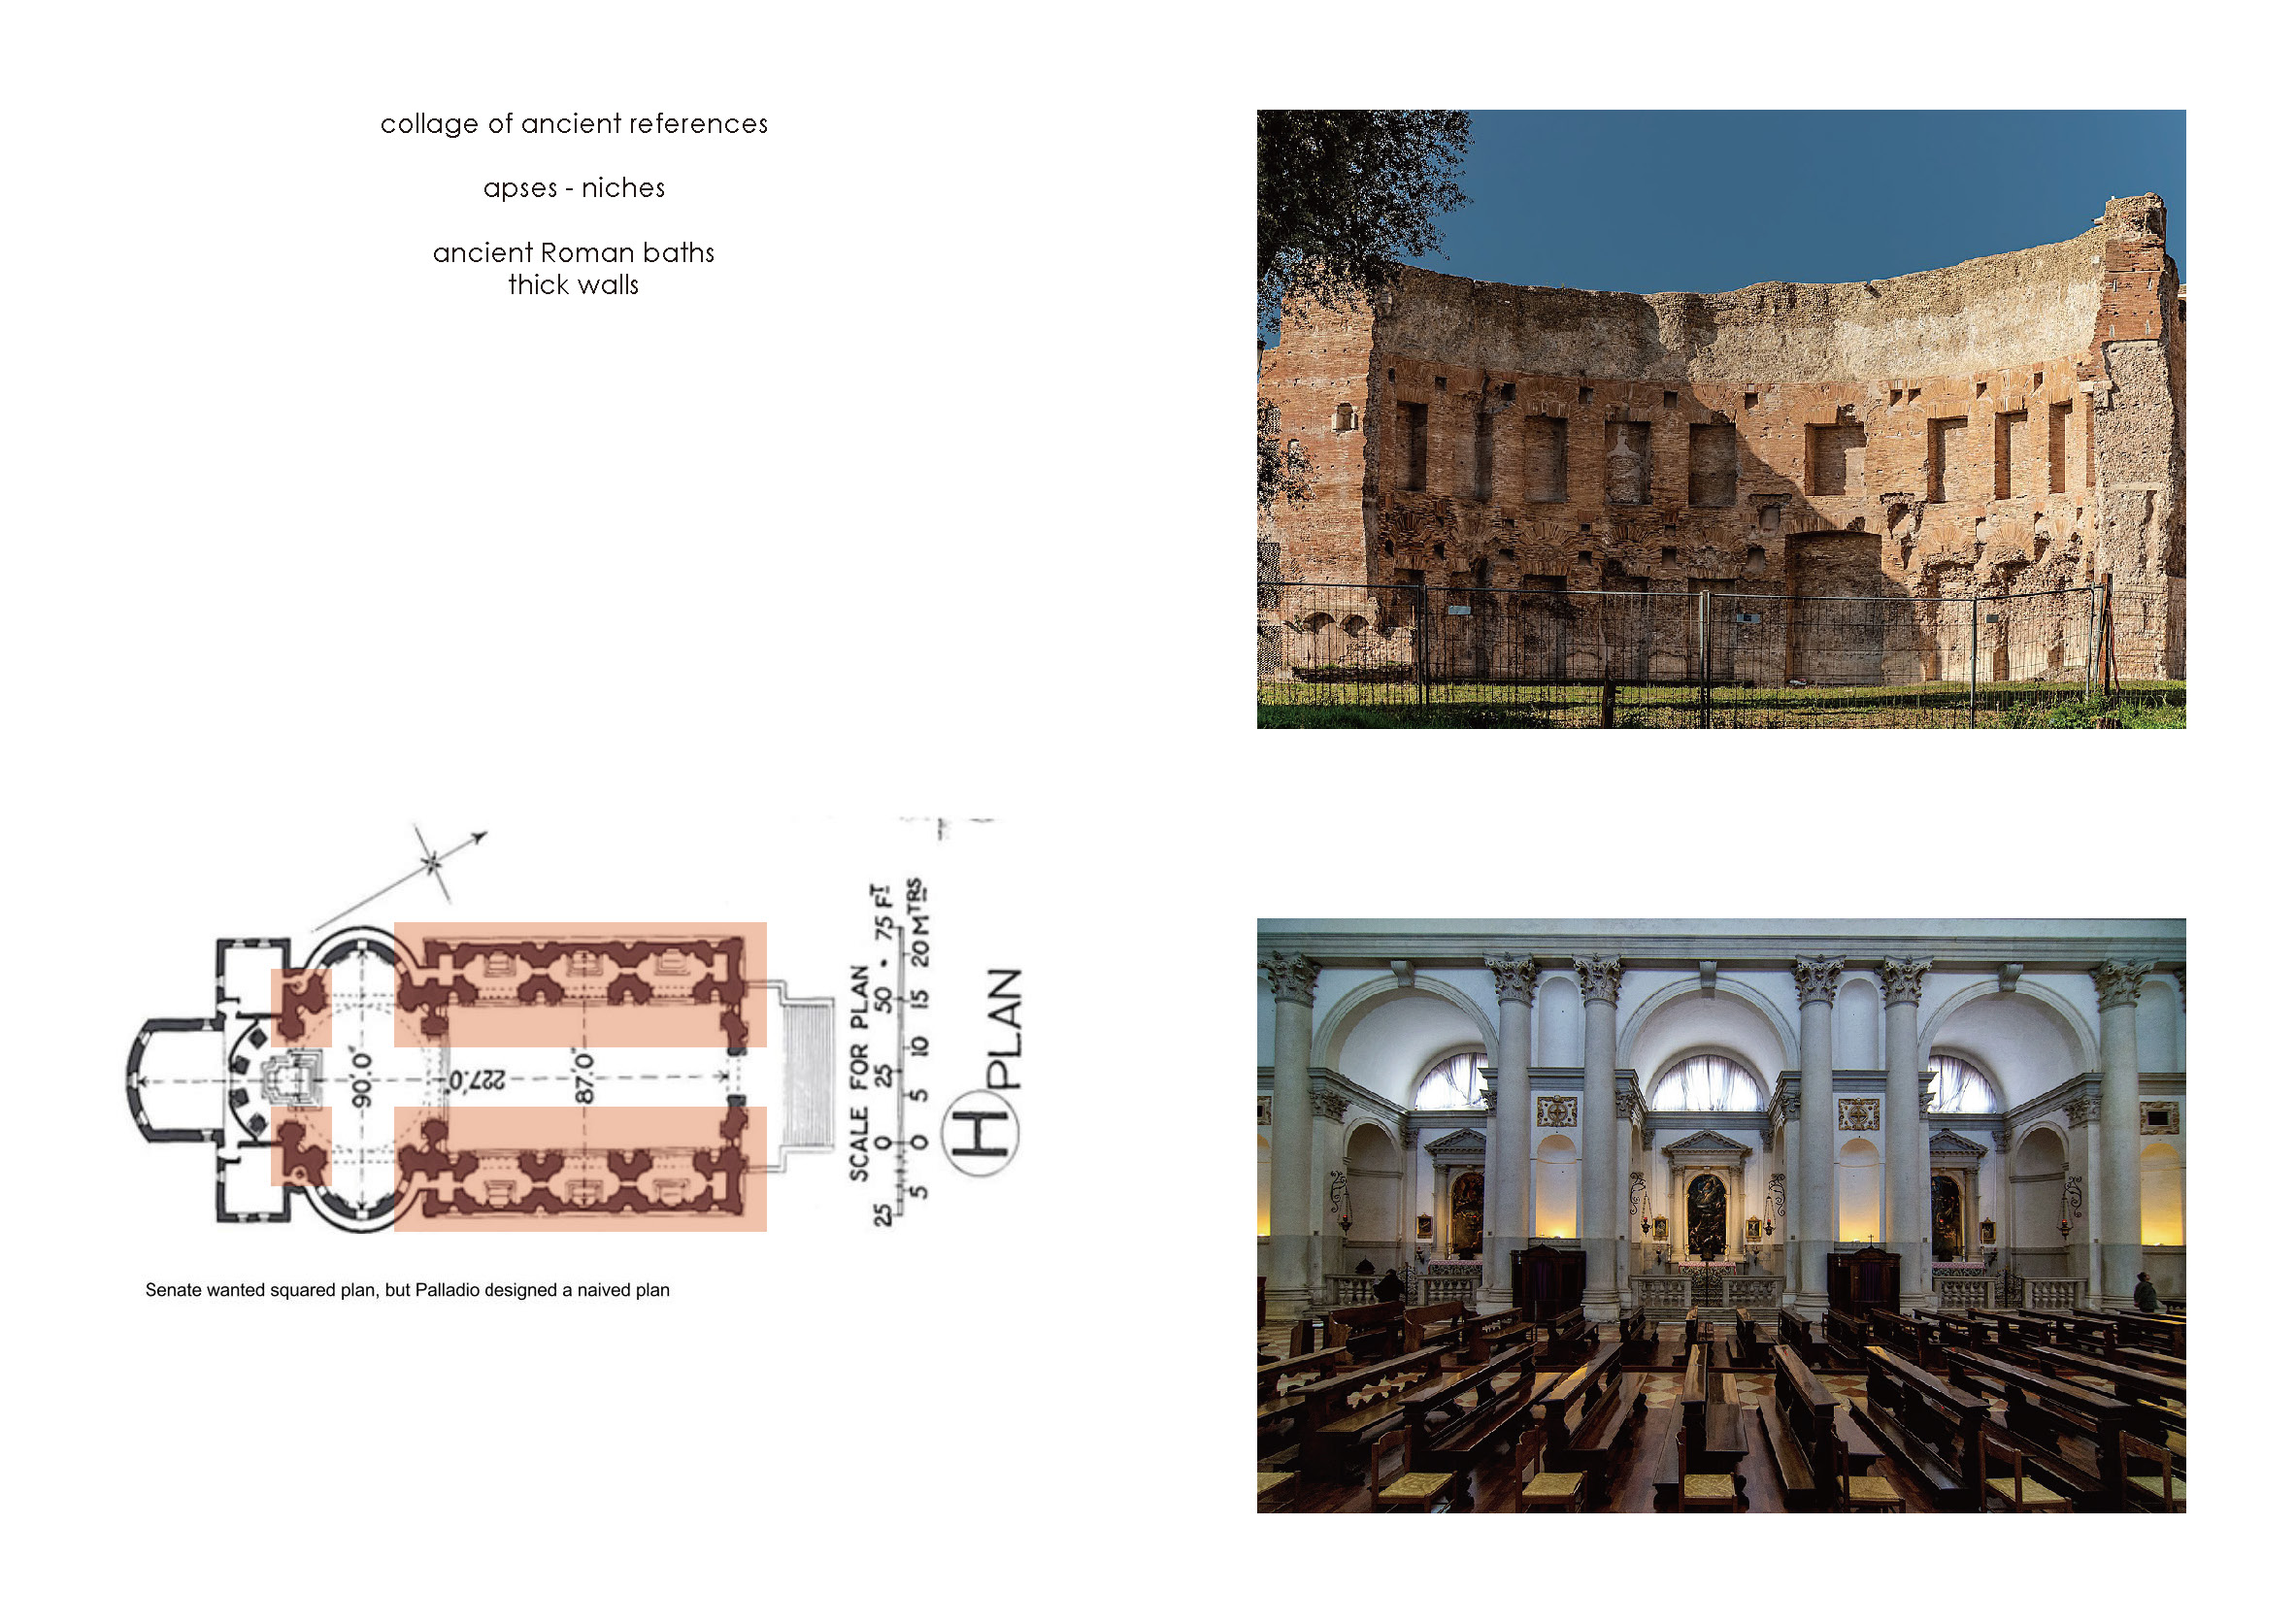 collage of ancient references
apses - niches
ancient Roman baths
thick walls
90'.0"
227'.0"
87'.0"
SCALE FOR PLAN
25 0 25 50 75 FT
5 0 5 10 15 20 MTRS
H PLAN
Senate wanted squared plan, but Palladio designed a naived plan